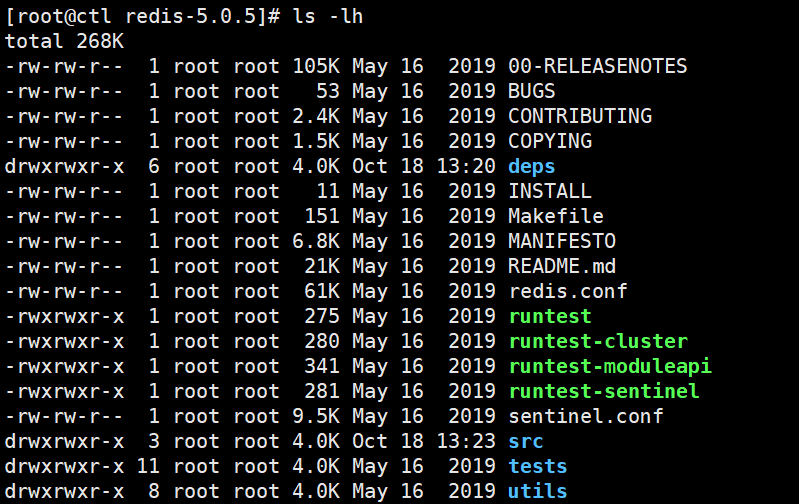 [root@ctl redis-5.0.5]# ls -lh
total 268K
-rw-rw-r--  1 root root 105K May 16  2019 00-RELEASENOTES
-rw-rw-r--  1 root root   53 May 16  2019 BUGS
-rw-rw-r--  1 root root 2.4K May 16  2019 CONTRIBUTING
-rw-rw-r--  1 root root 1.5K May 16  2019 COPYING
drwxrwxr-x  6 root root 4.0K Oct 18 13:20 deps
-rw-rw-r--  1 root root   11 May 16  2019 INSTALL
-rw-rw-r--  1 root root  151 May 16  2019 Makefile
-rw-rw-r--  1 root root 6.8K May 16  2019 MANIFESTO
-rw-rw-r--  1 root root  21K May 16  2019 README.md
-rw-rw-r--  1 root root  61K May 16  2019 redis.conf
-rwxrwxr-x  1 root root  275 May 16  2019 runtest
-rwxrwxr-x  1 root root  280 May 16  2019 runtest-cluster
-rwxrwxr-x  1 root root  341 May 16  2019 runtest-moduleapi
-rwxrwxr-x  1 root root  281 May 16  2019 runtest-sentinel
-rw-rw-r--  1 root root 9.5K May 16  2019 sentinel.conf
drwxrwxr-x  3 root root 4.0K Oct 18 13:23 src
drwxrwxr-x 11 root root 4.0K May 16  2019 tests
drwxrwxr-x  8 root root 4.0K May 16  2019 utils